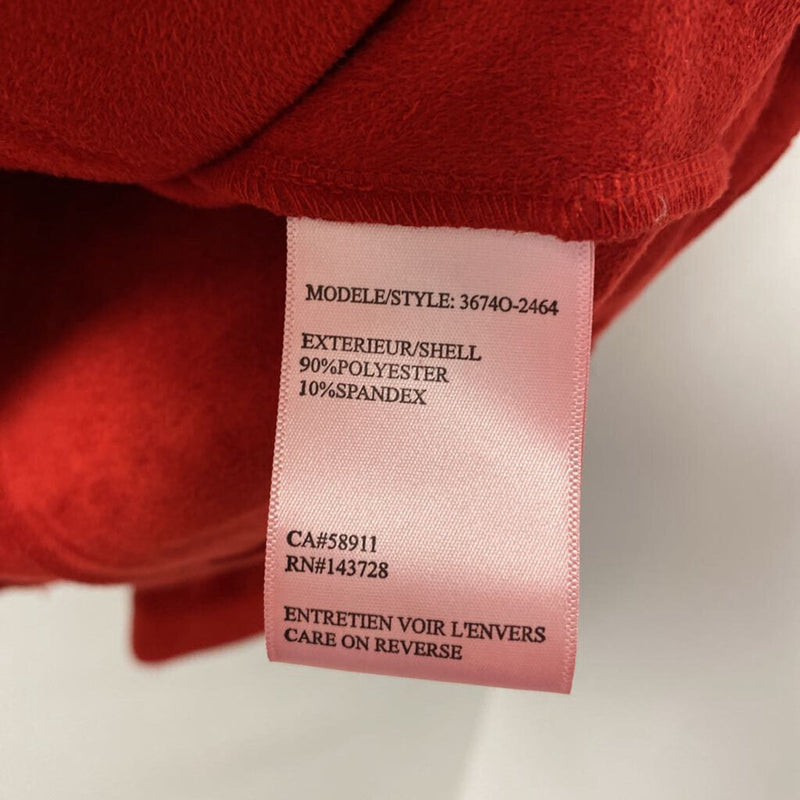 MODELE/STYLE: 3674O-2464
EXTERIEUR/SHELL
90%POLYESTER
10%SPANDEX
CA#58911
RN#143728
ENTRETIEN VOIR L'ENVERS
CARE ON REVERSE